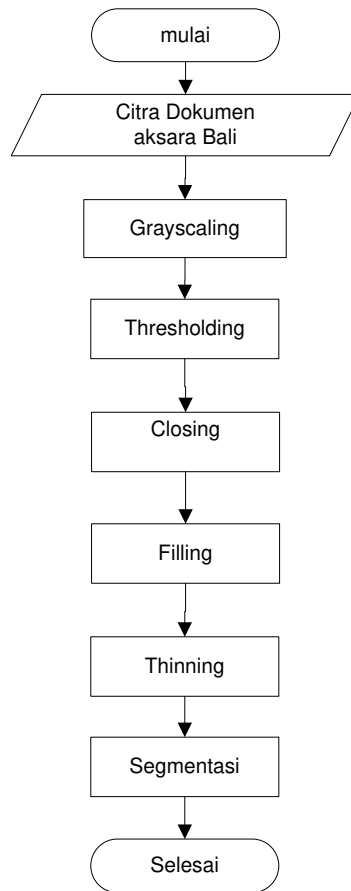 mulai
Citra Dokumen
aksara Bali
Grayscaling
Thresholding
Closing
Filling
Thinning
Segmentasi
Selesai